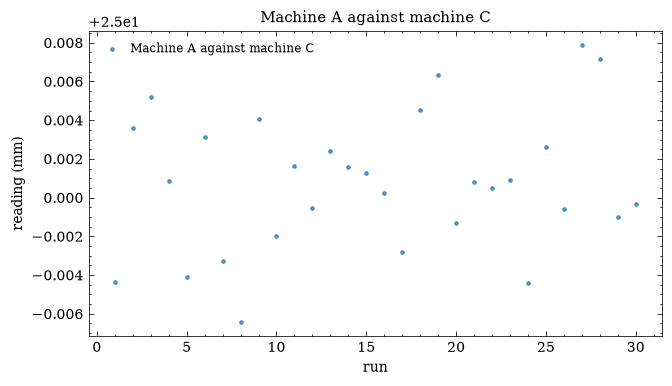 Machine A against machine C
+2.5e1
Machine A against machine C
0.008
0.006
0.004
0.002
0.000
−0.002
−0.004
−0.006
reading (mm)
0 5 10 15 20 25 30
run